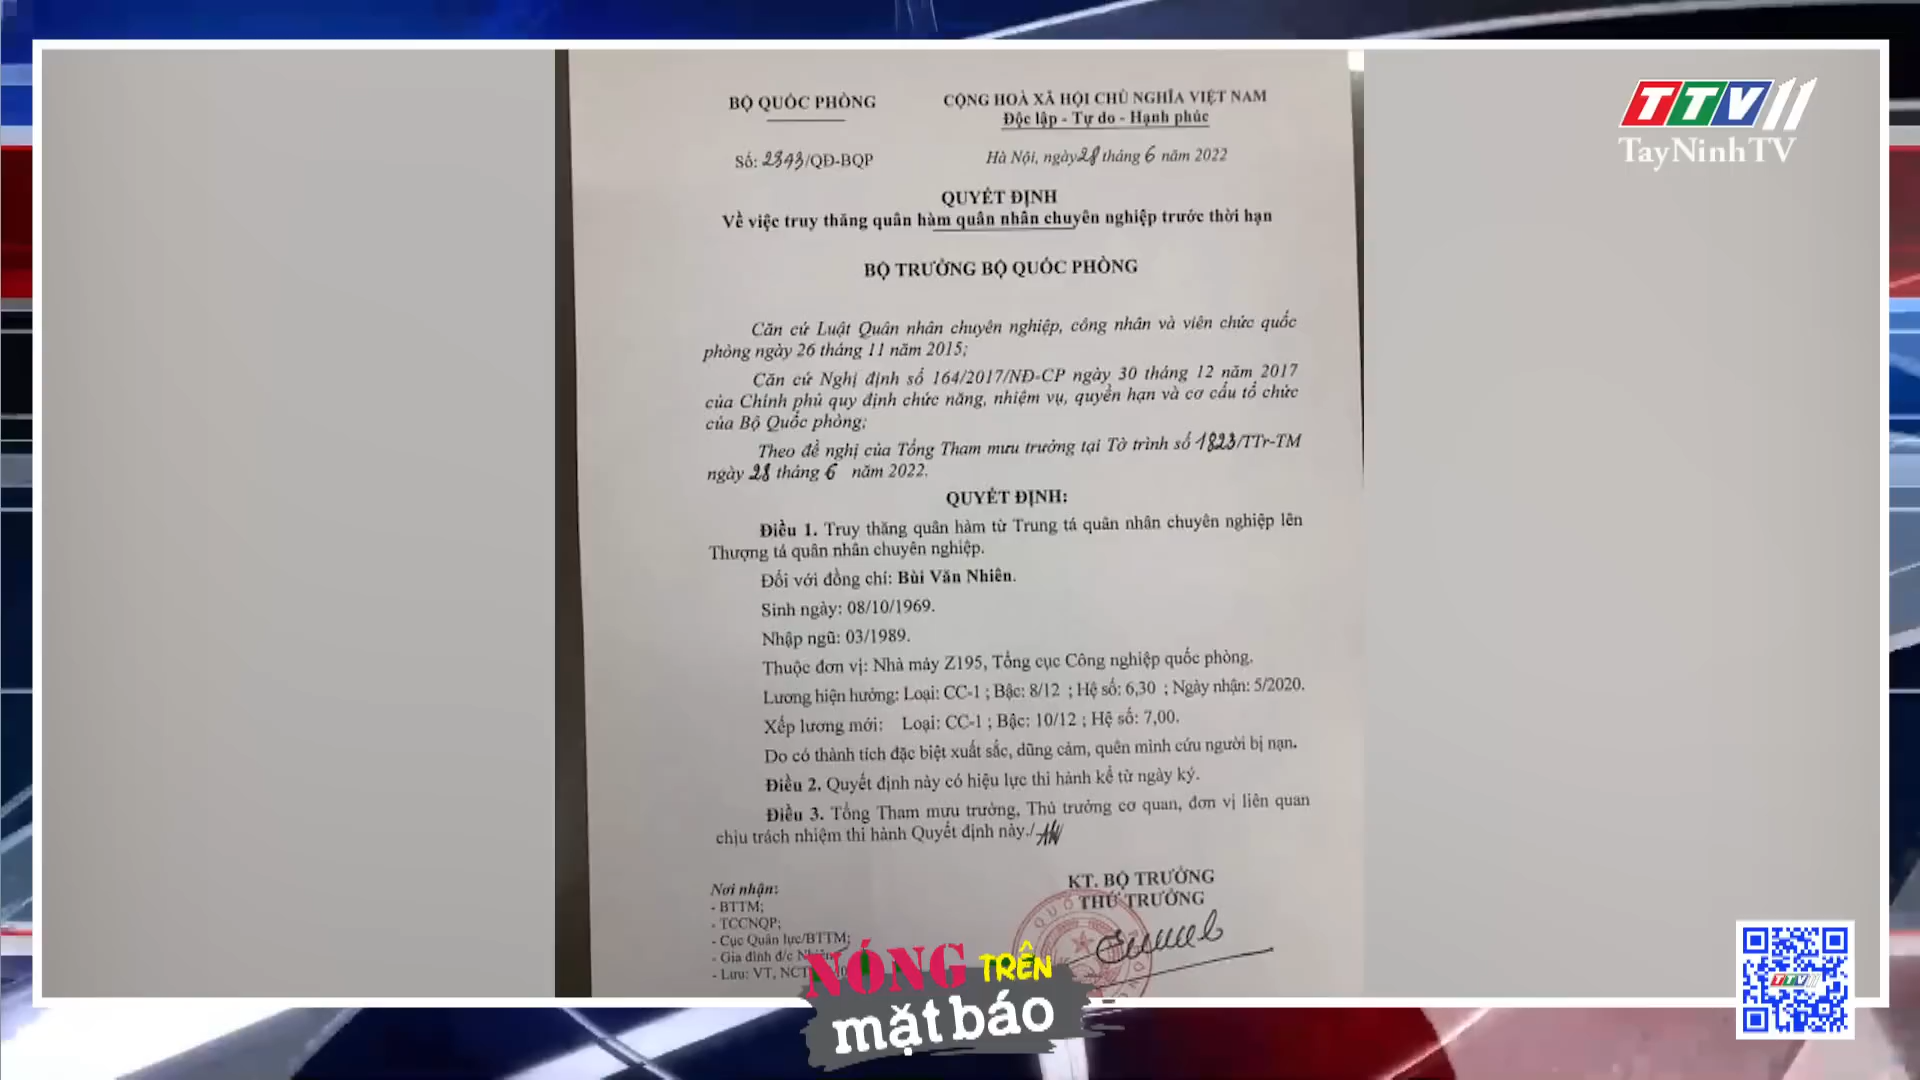 BỘ QUỐC PHÒNG
CỘNG HOÀ XÃ HỘI CHỦ NGHĨA VIỆT NAM
Độc lập - Tự do - Hạnh phúc
Số: 2343/QĐ-BQP
Hà Nội, ngày 28 tháng 6 năm 2022
QUYẾT ĐỊNH
Về việc truy thăng quân hàm quân nhân chuyên nghiệp trước thời hạn
BỘ TRƯỞNG BỘ QUỐC PHÒNG
Căn cứ Luật Quân nhân chuyên nghiệp, công nhân và viên chức quốc
phòng ngày 26 tháng 11 năm 2015;
Căn cứ Nghị định số 164/2017/NĐ-CP ngày 30 tháng 12 năm 2017
của Chính phủ quy định chức năng, nhiệm vụ, quyền hạn và cơ cấu tổ chức
của Bộ Quốc phòng;
Theo đề nghị của Tổng Tham mưu trưởng tại Tờ trình số 1823/TTr-TM
ngày 28 tháng 6 năm 2022.
QUYẾT ĐỊNH:
Điều 1. Truy thăng quân hàm từ Trung tá quân nhân chuyên nghiệp lên
Thượng tá quân nhân chuyên nghiệp.
Đối với đồng chí: Bùi Văn Nhiên.
Sinh ngày: 08/10/1969.
Nhập ngũ: 03/1989.
Thuộc đơn vị: Nhà máy Z195, Tổng cục Công nghiệp quốc phòng.
Lương hiện hưởng: Loại: CC-1 ; Bậc: 8/12 ; Hệ số: 6,30 ; Ngày nhận: 5/2020.
Xếp lương mới: Loại: CC-1 ; Bậc: 10/12 ; Hệ số: 7,00.
Do có thành tích đặc biệt xuất sắc, dũng cảm, quên mình cứu người bị nạn.
Điều 2. Quyết định này có hiệu lực thi hành kể từ ngày ký.
Điều 3. Tổng Tham mưu trưởng, Thủ trưởng cơ quan, đơn vị liên quan
chịu trách nhiệm thi hành Quyết định này./
KT. BỘ TRƯỞNG
THỨ TRƯỞNG
Nơi nhận:
- BTTM;
- TCCNQP;
- Cục Quân lực/BTTM;
- Gia đình đ/c
- Lưu: VT,
NÓNG TRÊN
mặt báo
TTV11
TayNinhTV
TTV11